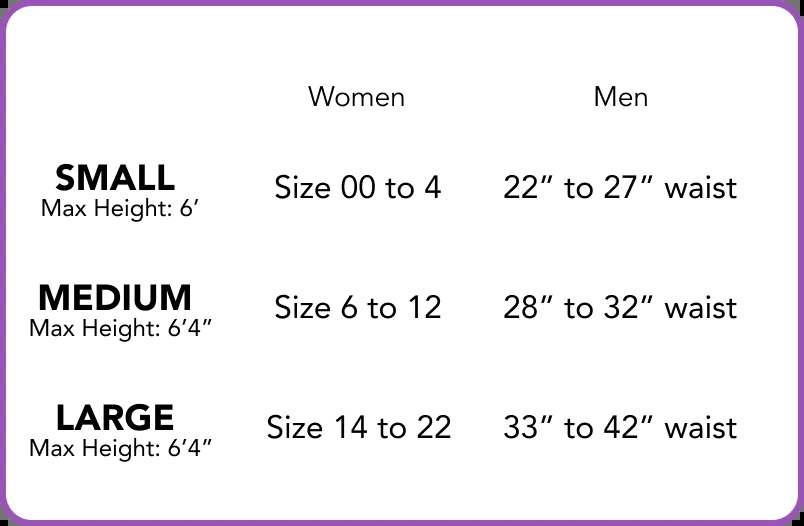 Women Men
SMALL
Max Height: 6’
Size 00 to 4 22” to 27” waist
MEDIUM
Max Height: 6’4”
Size 6 to 12 28” to 32” waist
LARGE
Max Height: 6’4”
Size 14 to 22 33” to 42” waist